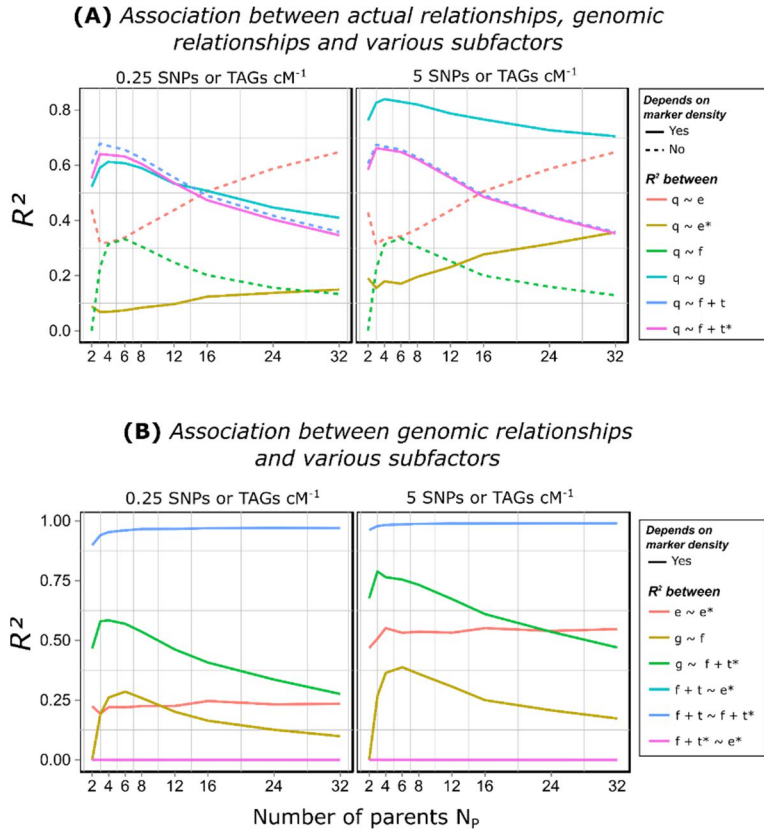 (A) Association between actual relationships, genomic
relationships and various subfactors
0.25 SNPs or TAGs cM⁻¹
5 SNPs or TAGs cM⁻¹
R²
0.8
0.6
0.4
0.2
0.0
2 4 6 8 12 16 24 32
2 4 6 8 12 16 24 32
Depends on
marker density
Yes
No
R² between
q ~ e
q ~ e*
q ~ f
q ~ g
q ~ f + t
q ~ f + t*
(B) Association between genomic relationships
and various subfactors
0.25 SNPs or TAGs cM⁻¹
5 SNPs or TAGs cM⁻¹
R²
1.00
0.75
0.50
0.25
0.00
2 4 6 8 12 16 24 32
2 4 6 8 12 16 24 32
Number of parents Nₚ
Depends on
marker density
Yes
R² between
e ~ e*
g ~ f
g ~ f + t*
f + t ~ e*
f + t ~ f + t*
f + t* ~ e*